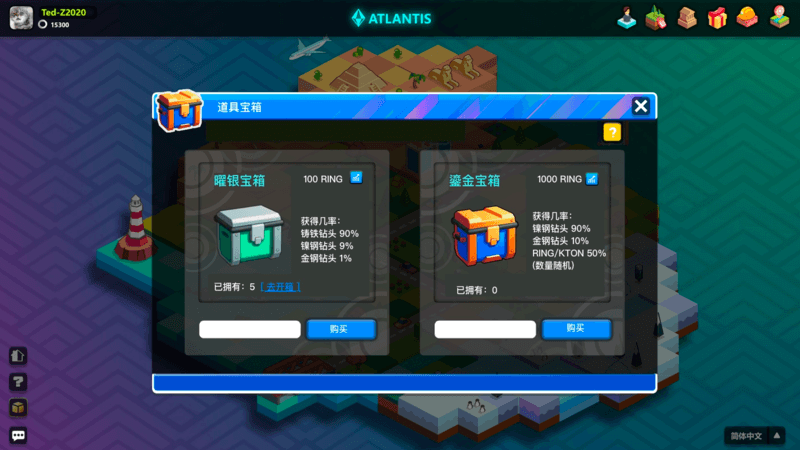 Ted-Z2020
15300
ATLANTIS
道具宝箱
?
曜银宝箱
100 RING
获得几率:
铸铁钻头 90%
镍钢钻头 9%
金钢钻头 1%
已拥有: 5 [ 去开箱 ]
购买
鎏金宝箱
1000 RING
获得几率:
镍钢钻头 90%
金钢钻头 10%
RING/KTON 50%
(数量随机)
已拥有: 0
购买
?
简体中文